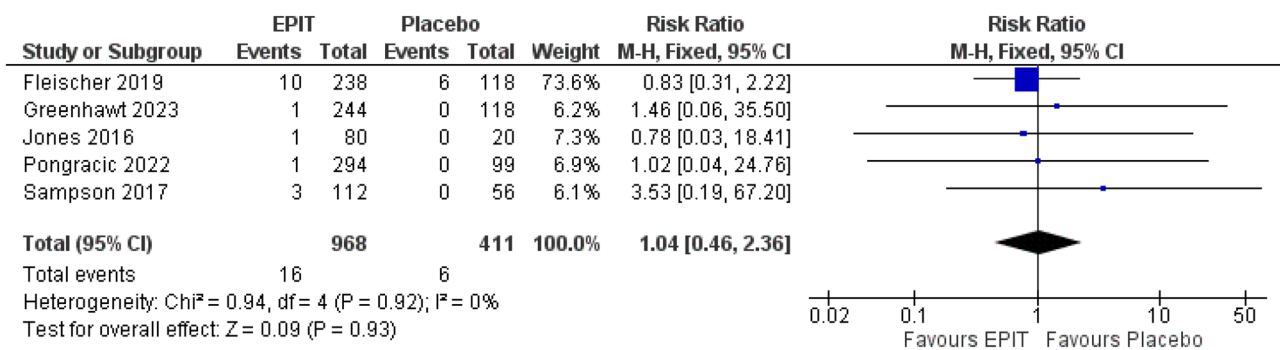 EPIT Placebo Risk Ratio Risk Ratio
Study or Subgroup Events Total Events Total Weight M-H, Fixed, 95% CI M-H, Fixed, 95% CI
Fleischer 2019 10 238 6 118 73.6% 0.83 [0.31, 2.22]
Greenhawt 2023 1 244 0 118 6.2% 1.46 [0.06, 35.50]
Jones 2016 1 80 0 20 7.3% 0.78 [0.03, 18.41]
Pongracic 2022 1 294 0 99 6.9% 1.02 [0.04, 24.76]
Sampson 2017 3 112 0 56 6.1% 3.53 [0.19, 67.20]
Total (95% CI) 968 411 100.0% 1.04 [0.46, 2.36]
Total events 16 6
Heterogeneity: Chi² = 0.94, df = 4 (P = 0.92); I² = 0%
Test for overall effect: Z = 0.09 (P = 0.93)
0.02 0.1 1 10 50
Favours EPIT Favours Placebo